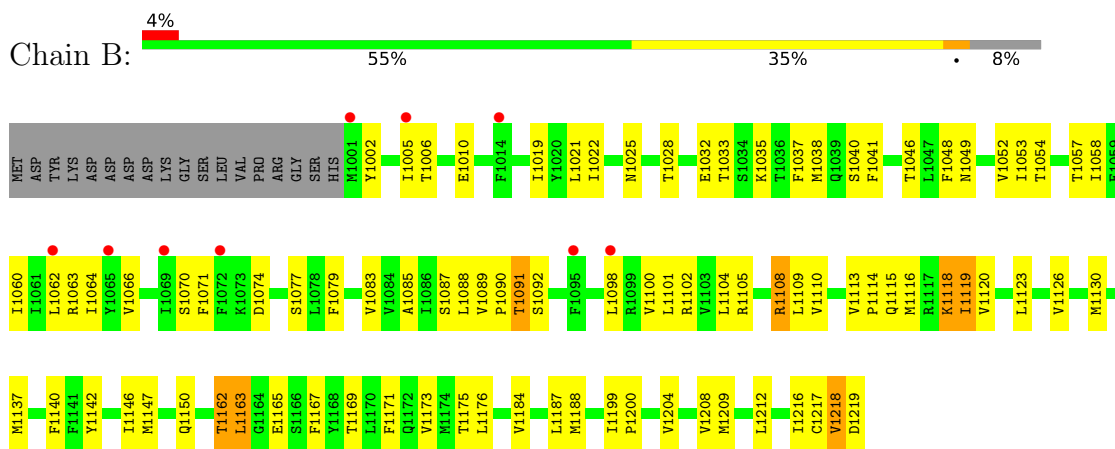 4%
Chain B:
55% 35% • 8%
MET ASP TYR LYS ASP ASP ASP ASP LYS GLY SER LEU VAL PRO ARG GLY SER HIS M1001 Y1002 I1005 T1006 E1010 F1014 I1019 Y1020 L1021 I1022 N1025 T1028 E1032 T1033 S1034 K1035 T1036 F1037 M1038 Q1039 S1040 F1041 T1046 L1047 F1048 N1049 V1052 I1053 T1054 T1057 I1058 E1059
I1060 I1061 L1062 R1063 I1064 Y1065 V1066 I1069 S1070 F1071 F1072 K1073 D1074 S1077 L1078 F1079 V1083 V1084 A1085 I1086 S1087 L1088 V1089 P1090 T1091 S1092 F1095 L1098 R1099 V1100 L1101 R1102 V1103 L1104 R1105 R1108 L1109 V1110 V1113 P1114 Q1115 M1116 R1117 K1118 I1119 V1120 L1123 V1126 M1130
M1137 F1140 F1141 Y1142 I1146 M1147 Q1150 T1162 L1163 G1164 E1165 S1166 F1167 Y1168 T1169 L1170 F1171 Q1172 V1173 M1174 T1175 L1176 V1184 L1187 M1188 I1199 P1200 V1204 V1208 M1209 L1212 I1216 C1217 V1218 D1219